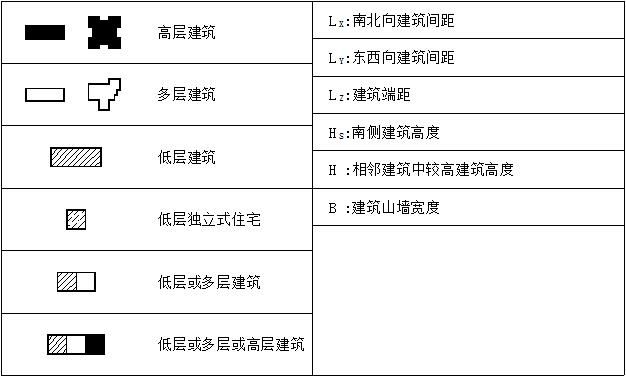 高层建筑
多层建筑
低层建筑
低层独立式住宅
低层或多层建筑
低层或多层或高层建筑
LX:南北向建筑间距
LY:东西向建筑间距
LZ:建筑端距
HS:南侧建筑高度
H :相邻建筑中较高建筑高度
B :建筑山墙宽度